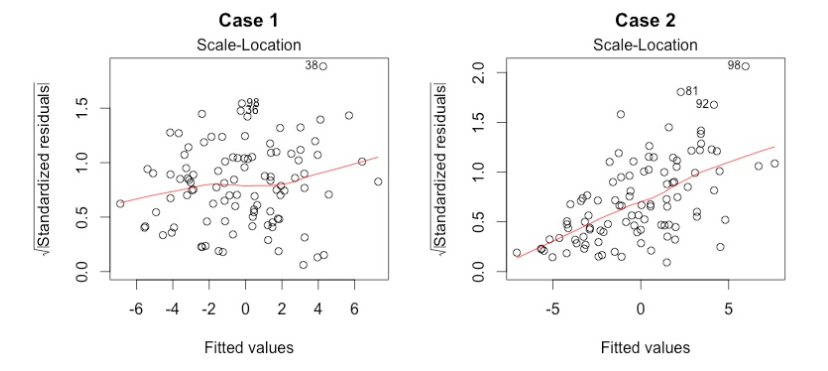 Case 1
Scale-Location
√|Standardized residuals|
0.0 0.5 1.0 1.5
38
98
36
-6 -4 -2 0 2 4 6
Fitted values
Case 2
Scale-Location
√|Standardized residuals|
0.0 0.5 1.0 1.5 2.0
98
81
92
-5 0 5
Fitted values